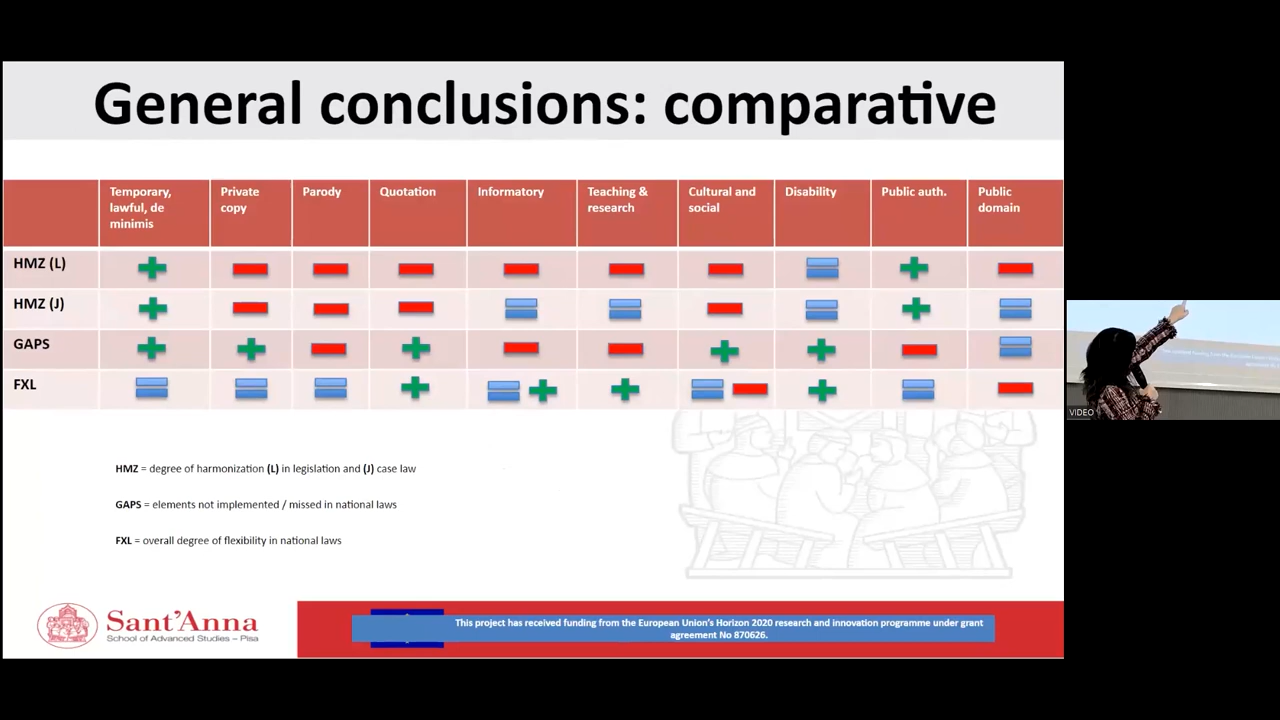 General conclusions: comparative
Temporary, lawful, de minimis
Private copy
Parody
Quotation
Informatory
Teaching & research
Cultural and social
Disability
Public auth.
Public domain
HMZ (L)
HMZ (J)
GAPS
FXL
HMZ = degree of harmonization (L) in legislation and (J) case law
GAPS = elements not implemented / missed in national laws
FXL = overall degree of flexibility in national laws
Sant'Anna
School of Advanced Studies – Pisa
This project has received funding from the European Union's Horizon 2020 research and innovation programme under grant
agreement No 870626.
VIDEO